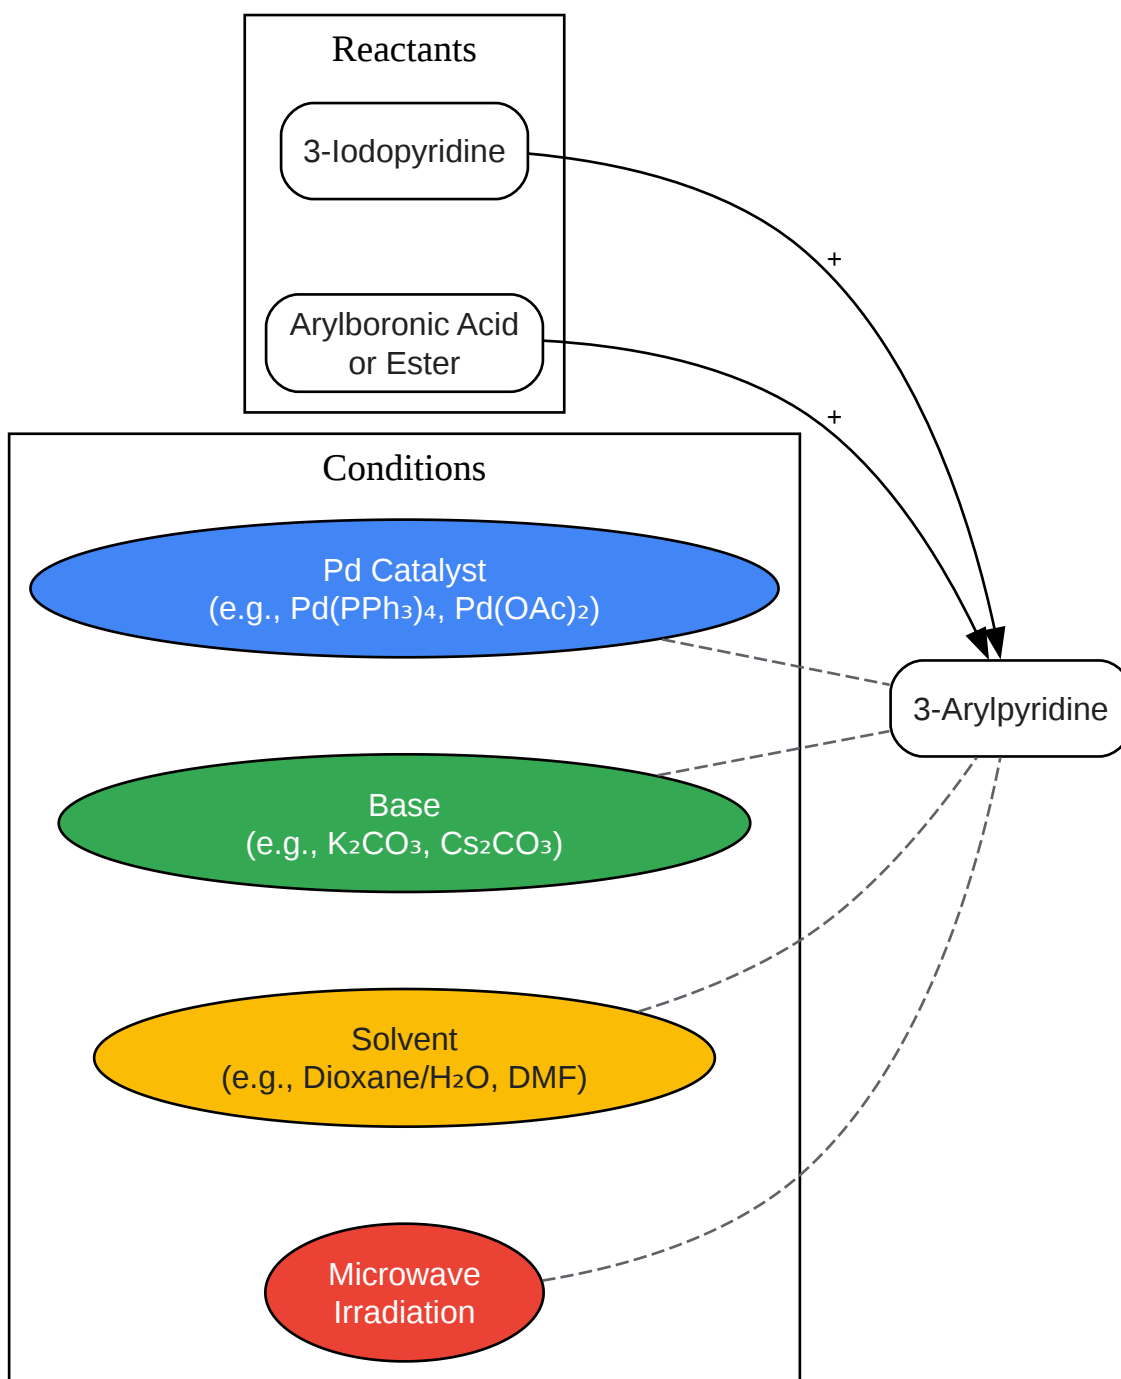 Reactants
3-Iodopyridine
+
Arylboronic Acid
or Ester
+
Conditions
Pd Catalyst
(e.g., Pd(PPh₃)₄, Pd(OAc)₂)
3-Arylpyridine
Base
(e.g., K₂CO₃, Cs₂CO₃)
Solvent
(e.g., Dioxane/H₂O, DMF)
Microwave
Irradiation